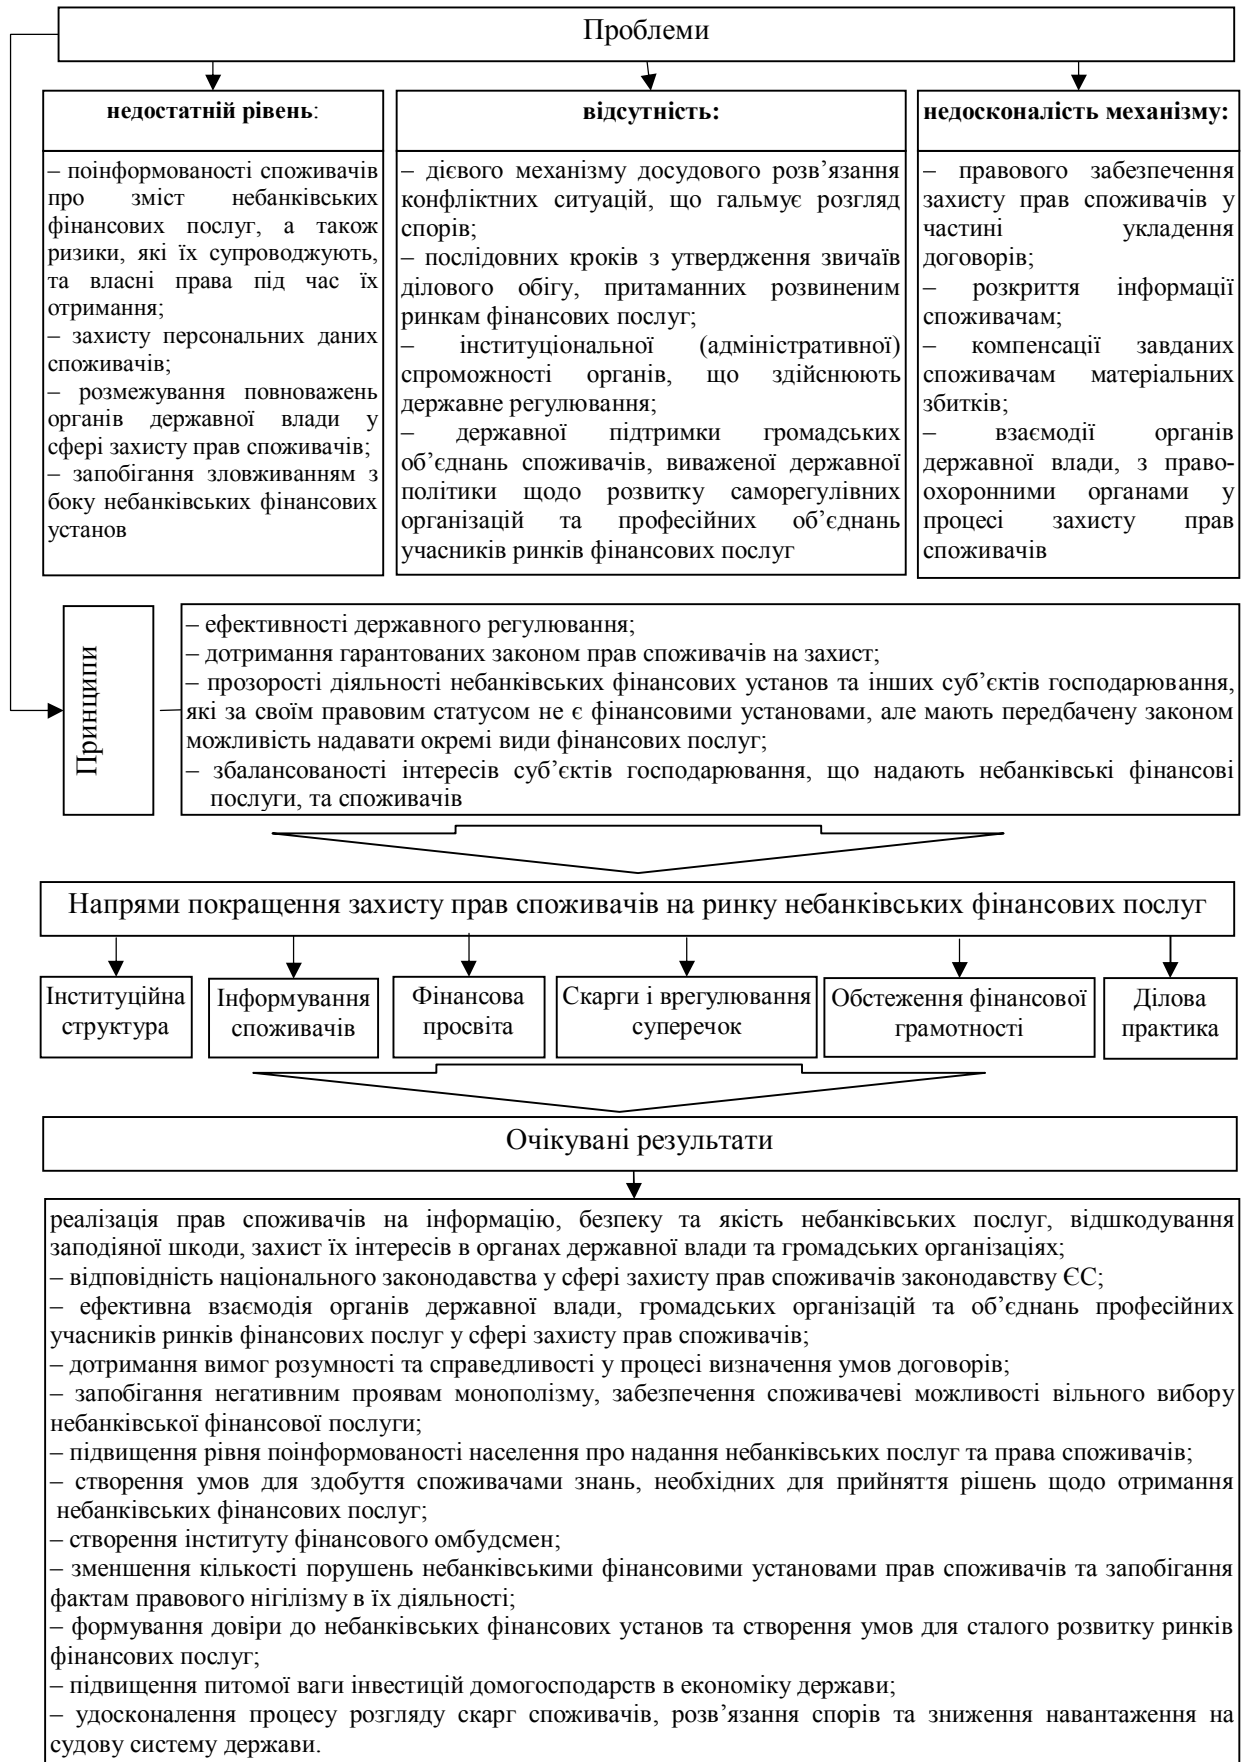 Проблеми
недостатній рівень:
– поінформованості споживачів
про зміст небанківських
фінансових послуг, а також
ризики, які їх супроводжують,
та власні права під час їх
отримання;
– захисту персональних даних
споживачів;
– розмежування повноважень
органів державної влади у
сфері захисту прав споживачів;
– запобігання зловживанням з
боку небанківських фінансових
установ
відсутність:
– дієвого механізму досудового розв’язання
конфліктних ситуацій, що гальмує розгляд
спорів;
– послідовних кроків з утвердження звичаїв
ділового обігу, притаманних розвиненим
ринкам фінансових послуг;
– інституціональної (адміністративної)
спроможності органів, що здійснюють
державне регулювання;
– державної підтримки громадських
об’єднань споживачів, виваженої державної
політики щодо розвитку саморегулівних
організацій та професійних об’єднань
учасників ринків фінансових послуг
недосконалість механізму:
– правового забезпечення
захисту прав споживачів у
частині укладення
договорів;
– розкриття інформації
споживачам;
– компенсації завданих
споживачам матеріальних
збитків;
– взаємодії органів
державної влади, з право-
охоронними органами у
процесі захисту прав
споживачів
Принципи
– ефективності державного регулювання;
– дотримання гарантованих законом прав споживачів на захист;
– прозорості діяльності небанківських фінансових установ та інших суб’єктів господарювання,
які за своїм правовим статусом не є фінансовими установами, але мають передбачену законом
можливість надавати окремі види фінансових послуг;
– збалансованості інтересів суб’єктів господарювання, що надають небанківські фінансові
послуги, та споживачів
Напрями покращення захисту прав споживачів на ринку небанківських фінансових послуг
Інституційна
структура
Інформування
споживачів
Фінансова
просвіта
Скарги і врегулювання
суперечок
Обстеження фінансової
грамотності
Ділова
практика
Очікувані результати
реалізація прав споживачів на інформацію, безпеку та якість небанківських послуг, відшкодування
заподіяної шкоди, захист їх інтересів в органах державної влади та громадських організаціях;
– відповідність національного законодавства у сфері захисту прав споживачів законодавству ЄС;
– ефективна взаємодія органів державної влади, громадських організацій та об’єднань професійних
учасників ринків фінансових послуг у сфері захисту прав споживачів;
– дотримання вимог розумності та справедливості у процесі визначення умов договорів;
– запобігання негативним проявам монополізму, забезпечення споживачеві можливості вільного вибору
небанківської фінансової послуги;
– підвищення рівня поінформованості населення про надання небанківських послуг та права споживачів;
– створення умов для здобуття споживачами знань, необхідних для прийняття рішень щодо отримання
небанківських фінансових послуг;
– створення інституту фінансового омбудсмен;
– зменшення кількості порушень небанківськими фінансовими установами прав споживачів та запобігання
фактам правового нігілізму в їх діяльності;
– формування довіри до небанківських фінансових установ та створення умов для сталого розвитку ринків
фінансових послуг;
– підвищення питомої ваги інвестицій домогосподарств в економіку держави;
– удосконалення процесу розгляду скарг споживачів, розв’язання спорів та зниження навантаження на
судову систему держави.